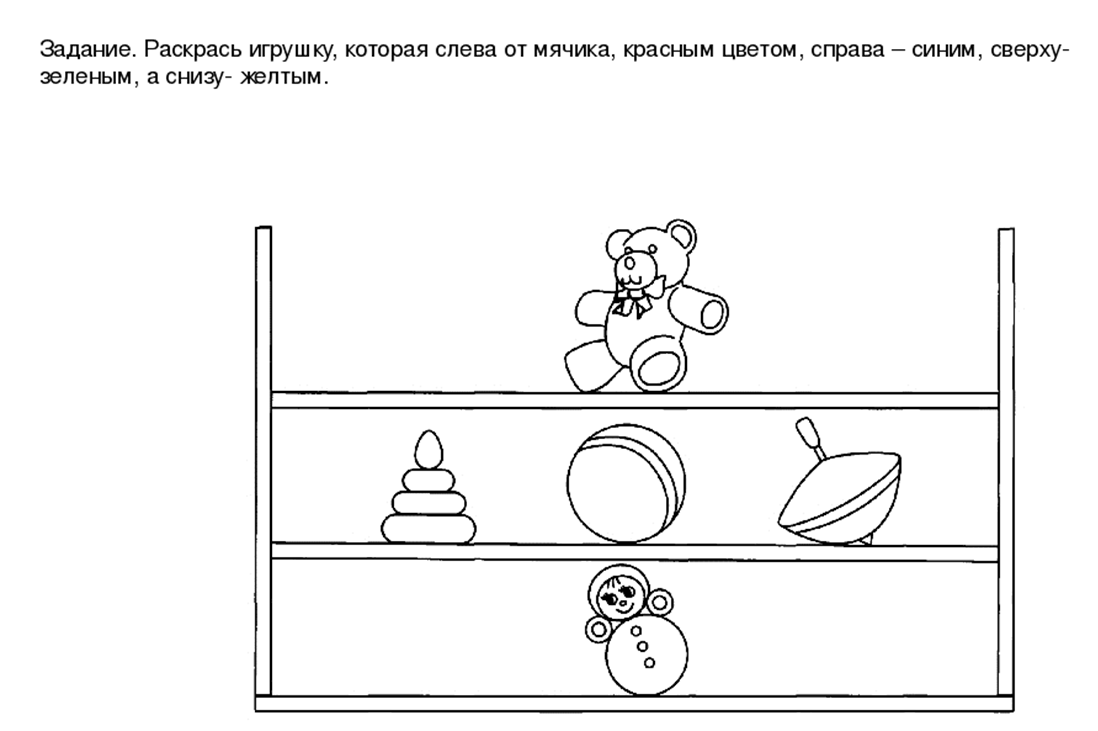 Задание. Раскрась игрушку, которая слева от мячика, красным цветом, справа – синим, сверху-
зеленым, а снизу- желтым.